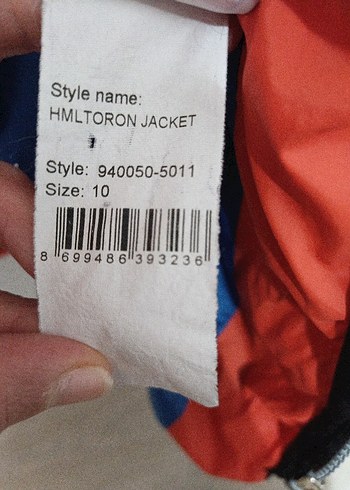 Style name:
HMLTORON JACKET
Style: 940050-5011
Size: 10
8 699486 393236